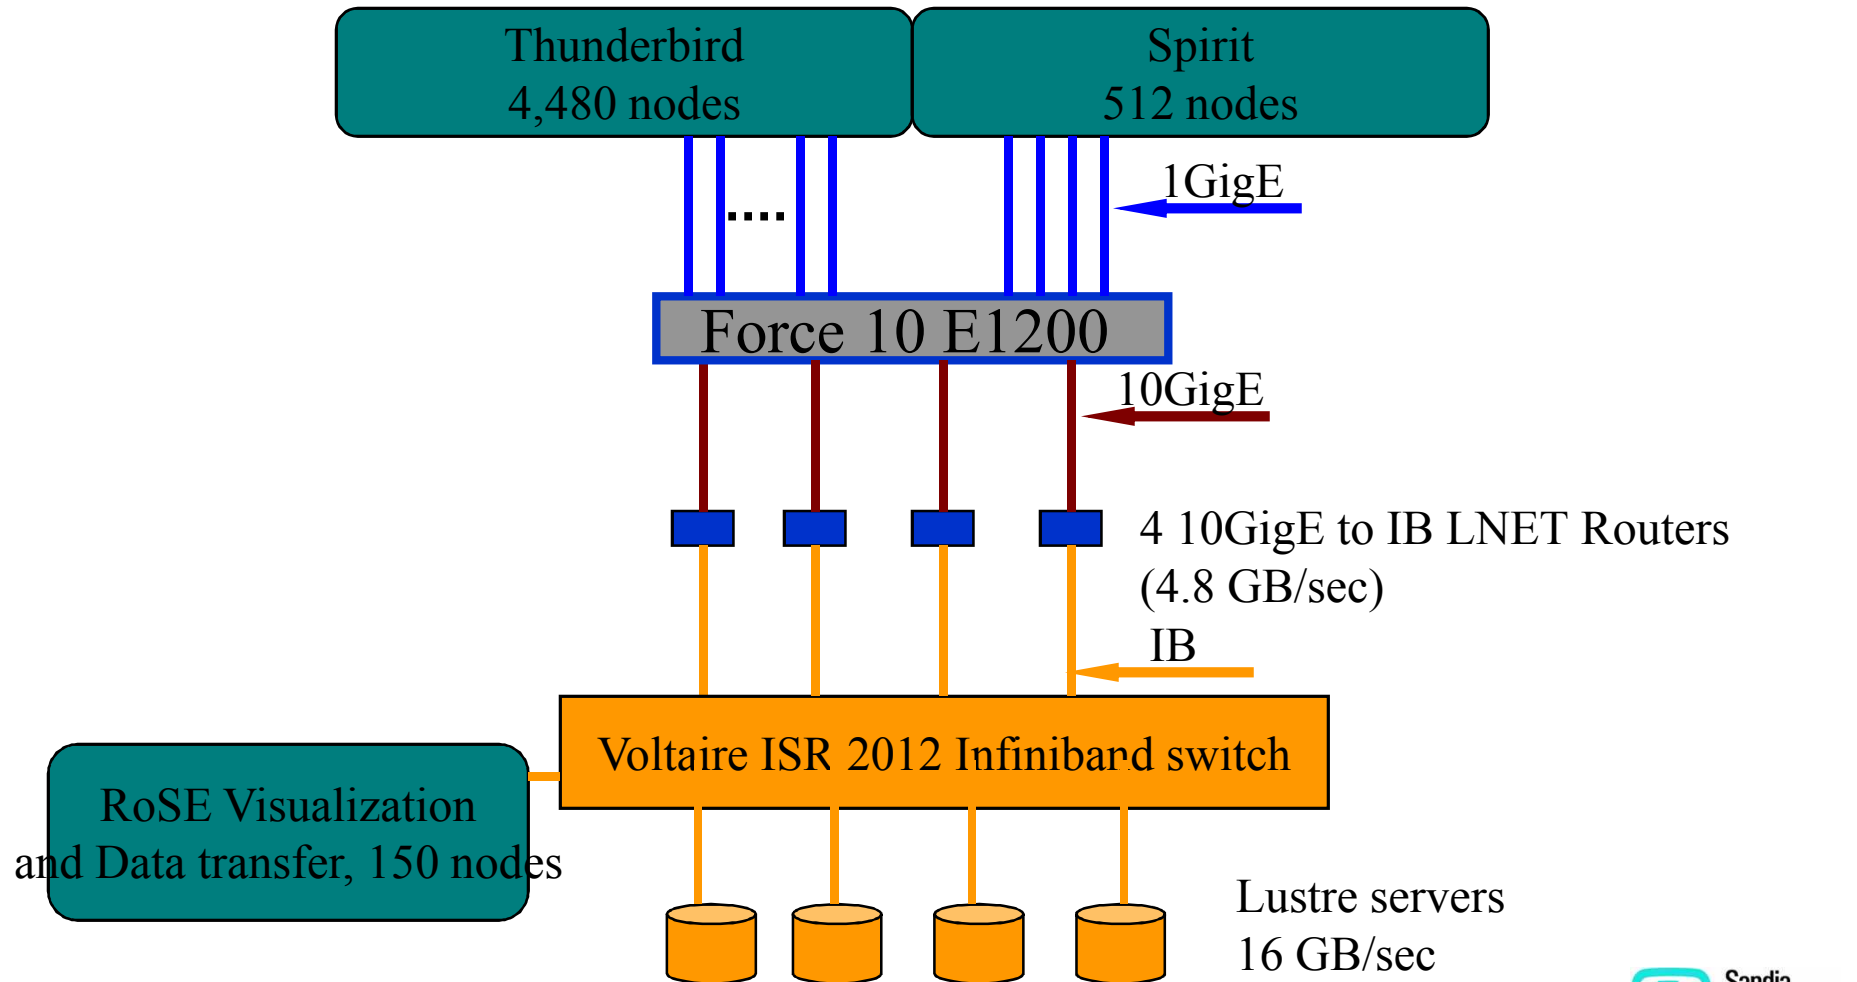 Thunderbird
4,480 nodes
Spirit
512 nodes
1GigE
Force 10 E1200
10GigE
4 10GigE to IB LNET Routers
(4.8 GB/sec)
IB
Voltaire ISR 2012 Infiniband switch
RoSE Visualization
and Data transfer, 150 nodes
Lustre servers
16 GB/sec
Sandia